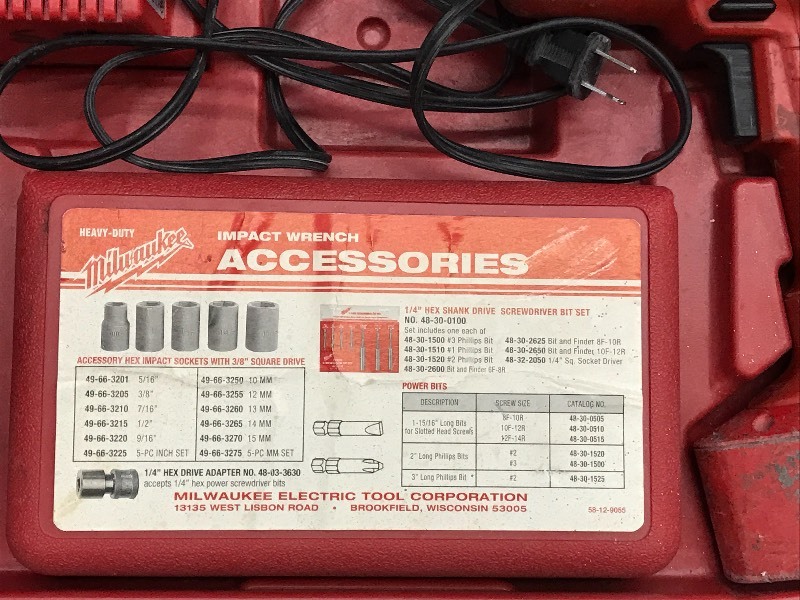 HEAVY-DUTY
Milwaukee
IMPACT WRENCH
ACCESSORIES
ACCESSORY HEX IMPACT SOCKETS WITH 3/8" SQUARE DRIVE
49-66-3201 5/16" 49-66-3250 10 MM
49-66-3205 3/8" 49-66-3255 12 MM
49-66-3210 7/16" 49-66-3260 13 MM
49-66-3215 1/2" 49-66-3265 14 MM
49-66-3220 9/16" 49-66-3270 15 MM
49-66-3225 5-PC INCH SET 49-66-3275 5-PC MM SET
1/4" HEX DRIVE ADAPTER NO. 48-03-3630
accepts 1/4" hex power screwdriver bits
1/4" HEX SHANK DRIVE SCREWDRIVER BIT SET
NO. 48-30-0100
Set includes one each of
48-30-1500 #3 Phillips Bit 48-30-2625 Bit and Finder 8F-10R
48-30-1510 #1 Phillips Bit 48-30-2650 Bit and Finder 10F-12R
48-30-1520 #2 Phillips Bit 48-32-2050 1/4" Sq. Socket Driver
48-30-2600 Bit and Finder 6F-8R
POWER BITS
DESCRIPTION SCREW SIZE CATALOG NO.
1-15/16" Long Bits for Slotted Head Screws
8F-10R 48-30-0505
10F-12R 48-30-0510
12F-14R 48-30-0515
2" Long Phillips Bits #2 48-30-1520
#3 48-30-1500
3" Long Phillips Bit #2 48-30-1525
MILWAUKEE ELECTRIC TOOL CORPORATION
13135 WEST LISBON ROAD • BROOKFIELD, WISCONSIN 53005
58-12-9055